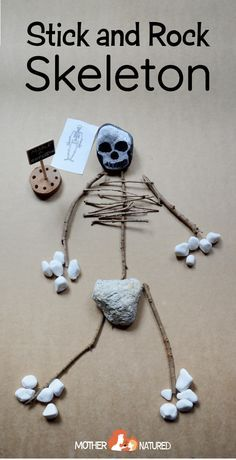 Stick and Rock
Skeleton
MOTHER NATURED